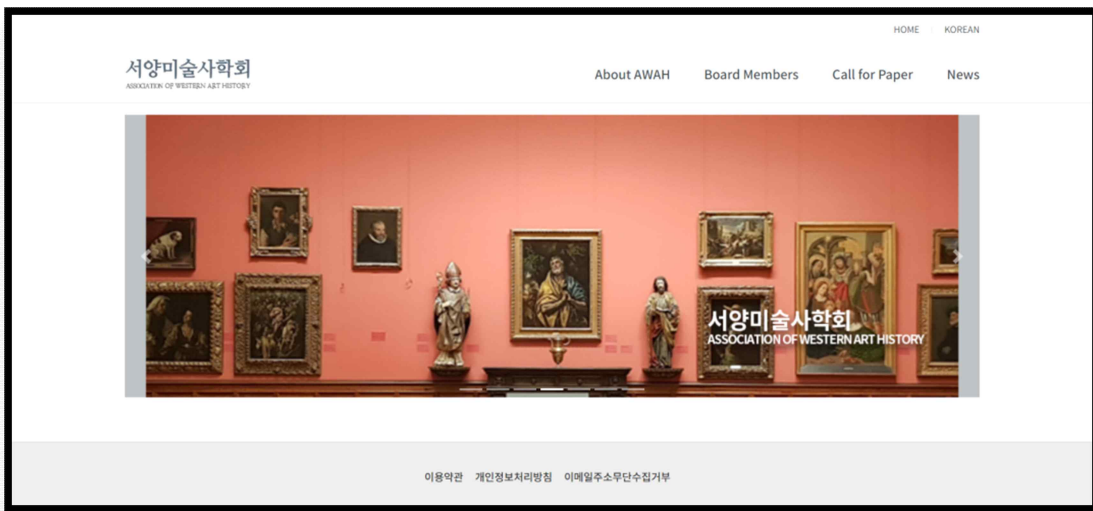 HOME KOREAN
서양미술사학회
ASSOCIATION OF WESTERN ART HISTORY
About AWAH Board Members Call for Paper News
서양미술사학회
ASSOCIATION OF WESTERN ART HISTORY
이용약관 개인정보처리방침 이메일주소무단수집거부